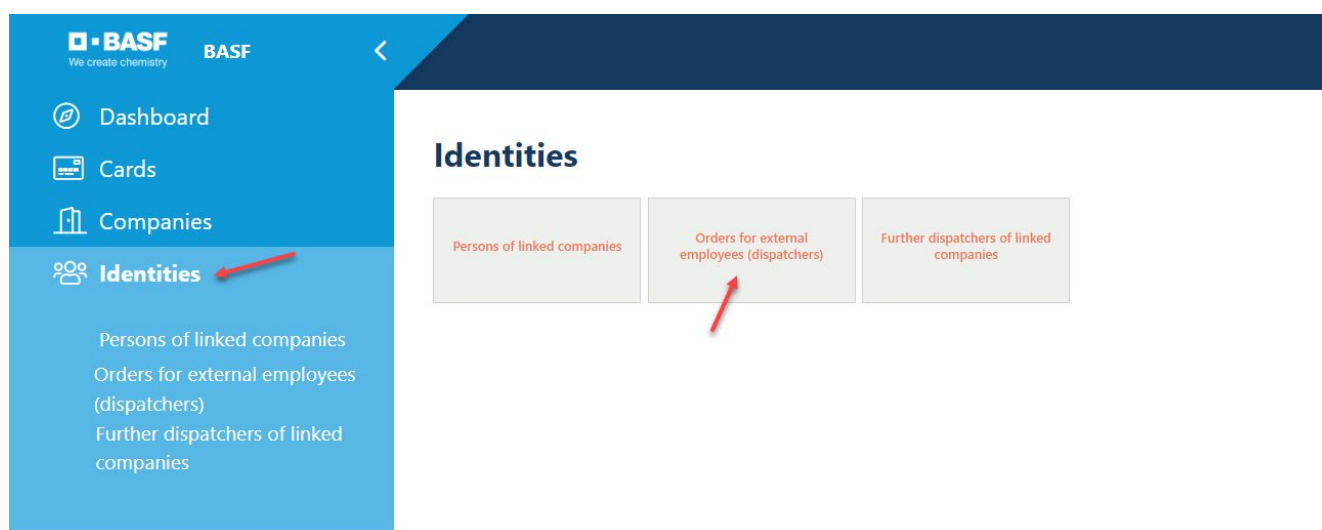 BASF
We create chemistry
BASF
Dashboard
Cards
Companies
Identities
Persons of linked companies
Orders for external employees
(dispatchers)
Further dispatchers of linked
companies
Identities
Persons of linked companies
Orders for external
employees (dispatchers)
Further dispatchers of linked
companies